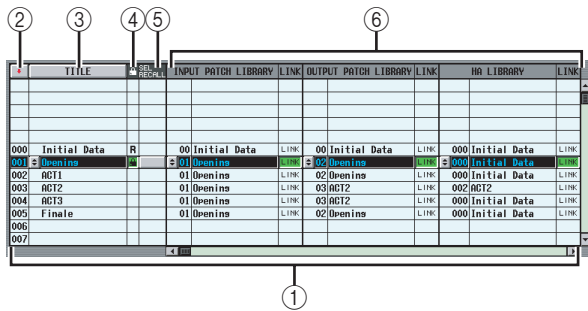 ② ③ ④ ⑤ ⑥
TITLE SEL RECALL INPUT PATCH LIBRARY LINK OUTPUT PATCH LIBRARY LINK HA LIBRARY LINK
000 Initial Data R 00 Initial Data LINK 00 Initial Data LINK 000 Initial Data LINK
001 Opening 01 Opening LINK 02 Opening LINK 000 Initial Data LINK
002 ACT1 01 Opening LINK 02 Opening LINK 000 Initial Data LINK
003 ACT2 01 Opening LINK 03 ACT2 LINK 002 ACT2 LINK
004 ACT3 01 Opening LINK 03 ACT2 LINK 000 Initial Data LINK
005 Finale 01 Opening LINK 02 Opening LINK 000 Initial Data LINK
006
007
①